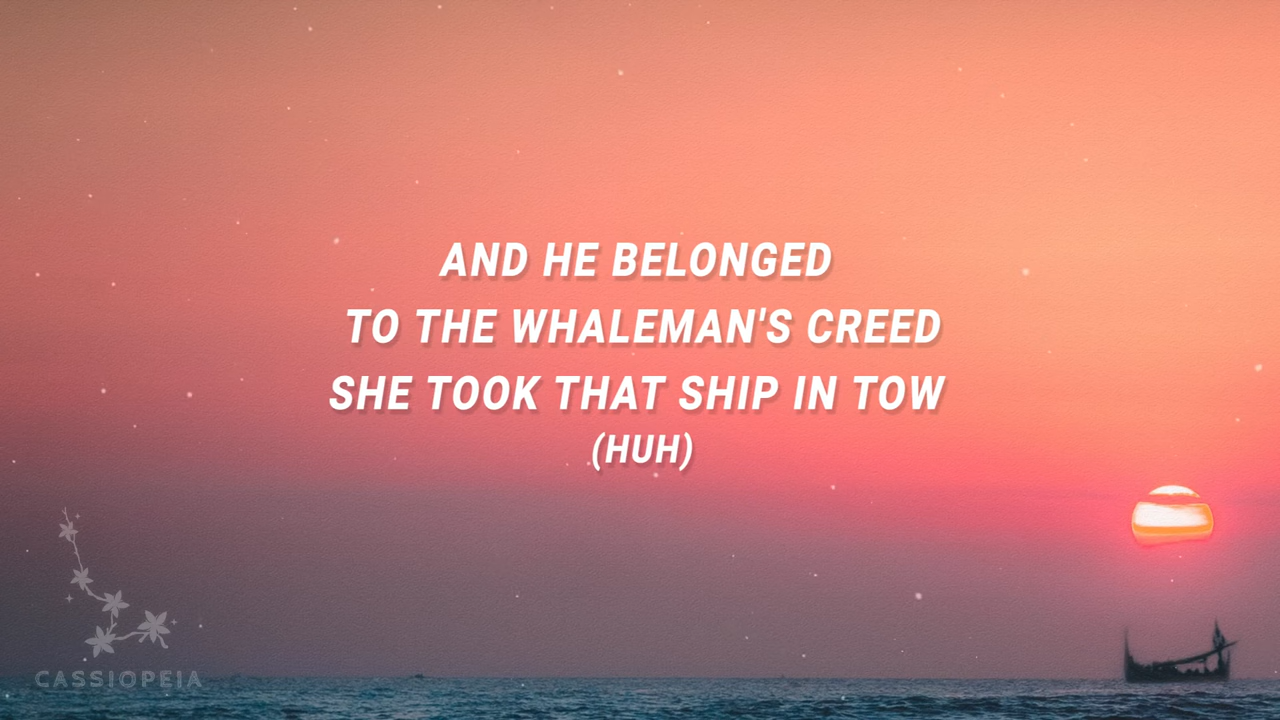 AND HE BELONGED
TO THE WHALEMAN'S CREED
SHE TOOK THAT SHIP IN TOW
(HUH)
CASSIOPEIA